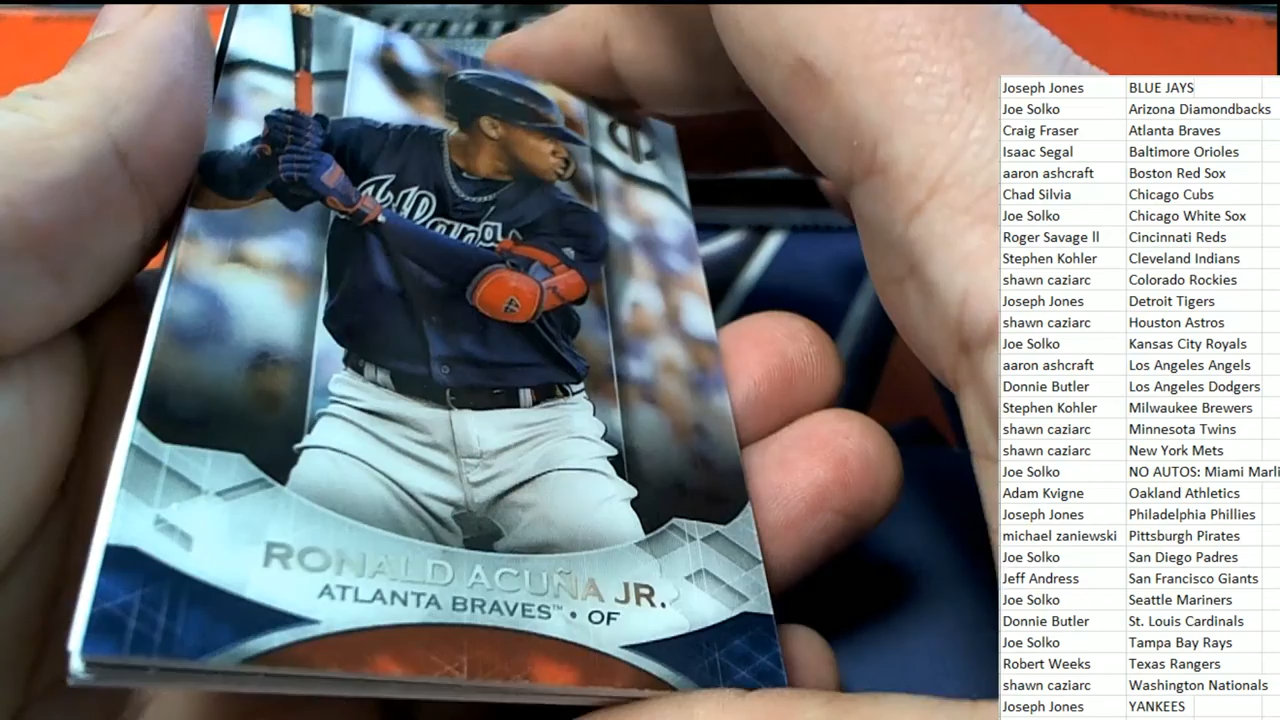 Atlanta
RONALD ACUÑA JR.
ATLANTA BRAVES™ • OF
Joseph Jones BLUE JAYS
Joe Solko Arizona Diamondbacks
Craig Fraser Atlanta Braves
Isaac Segal Baltimore Orioles
aaron ashcraft Boston Red Sox
Chad Silvia Chicago Cubs
Joe Solko Chicago White Sox
Roger Savage ll Cincinnati Reds
Stephen Kohler Cleveland Indians
shawn caziarc Colorado Rockies
Joseph Jones Detroit Tigers
shawn caziarc Houston Astros
Joe Solko Kansas City Royals
aaron ashcraft Los Angeles Angels
Donnie Butler Los Angeles Dodgers
Stephen Kohler Milwaukee Brewers
shawn caziarc Minnesota Twins
shawn caziarc New York Mets
Joe Solko NO AUTOS: Miami Marli
Adam Kvigne Oakland Athletics
Joseph Jones Philadelphia Phillies
michael zaniewski Pittsburgh Pirates
Joe Solko San Diego Padres
Jeff Andress San Francisco Giants
Joe Solko Seattle Mariners
Donnie Butler St. Louis Cardinals
Joe Solko Tampa Bay Rays
Robert Weeks Texas Rangers
shawn caziarc Washington Nationals
Joseph Jones YANKEES